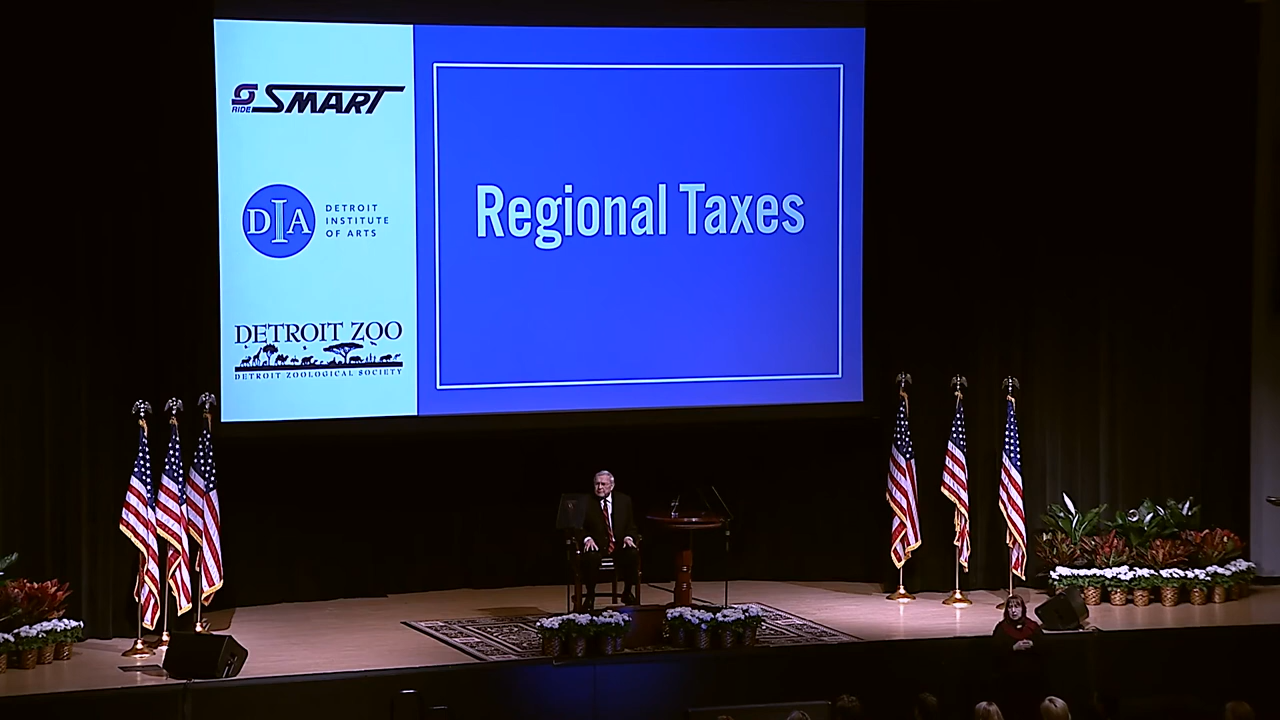 RIDE SMART
DIA
DETROIT
INSTITUTE
OF ARTS
DETROIT ZOO
DETROIT ZOOLOGICAL SOCIETY
Regional Taxes